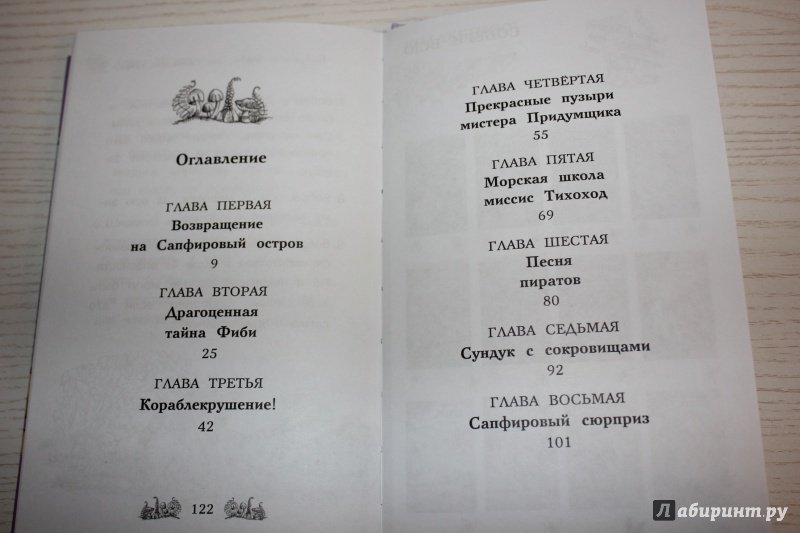 Оглавление
ГЛАВА ПЕРВАЯ
Возвращение
на Сапфировый остров
9
ГЛАВА ВТОРАЯ
Драгоценная
тайна Фиби
25
ГЛАВА ТРЕТЬЯ
Кораблекрушение!
42
122
ГЛАВА ЧЕТВЁРТАЯ
Прекрасные пузыри
мистера Придумщика
55
ГЛАВА ПЯТАЯ
Морская школа
миссис Тихоход
69
ГЛАВА ШЕСТАЯ
Песня
пиратов
80
ГЛАВА СЕДЬМАЯ
Сундук с сокровищами
92
ГЛАВА ВОСЬМАЯ
Сапфировый сюрприз
101
Лабиринт.ру